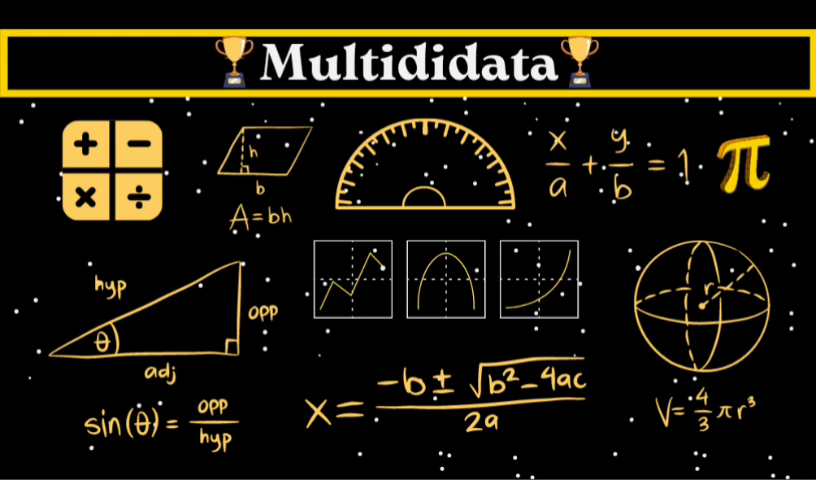 Multididata
+ −
× ÷
h
b
A=bh
x/a + y/b = 1
π
hyp
opp
θ
adj
sin(θ) = opp/hyp
x = (-b ± √(b²-4ac))/2a
r
V = 4/3 πr³